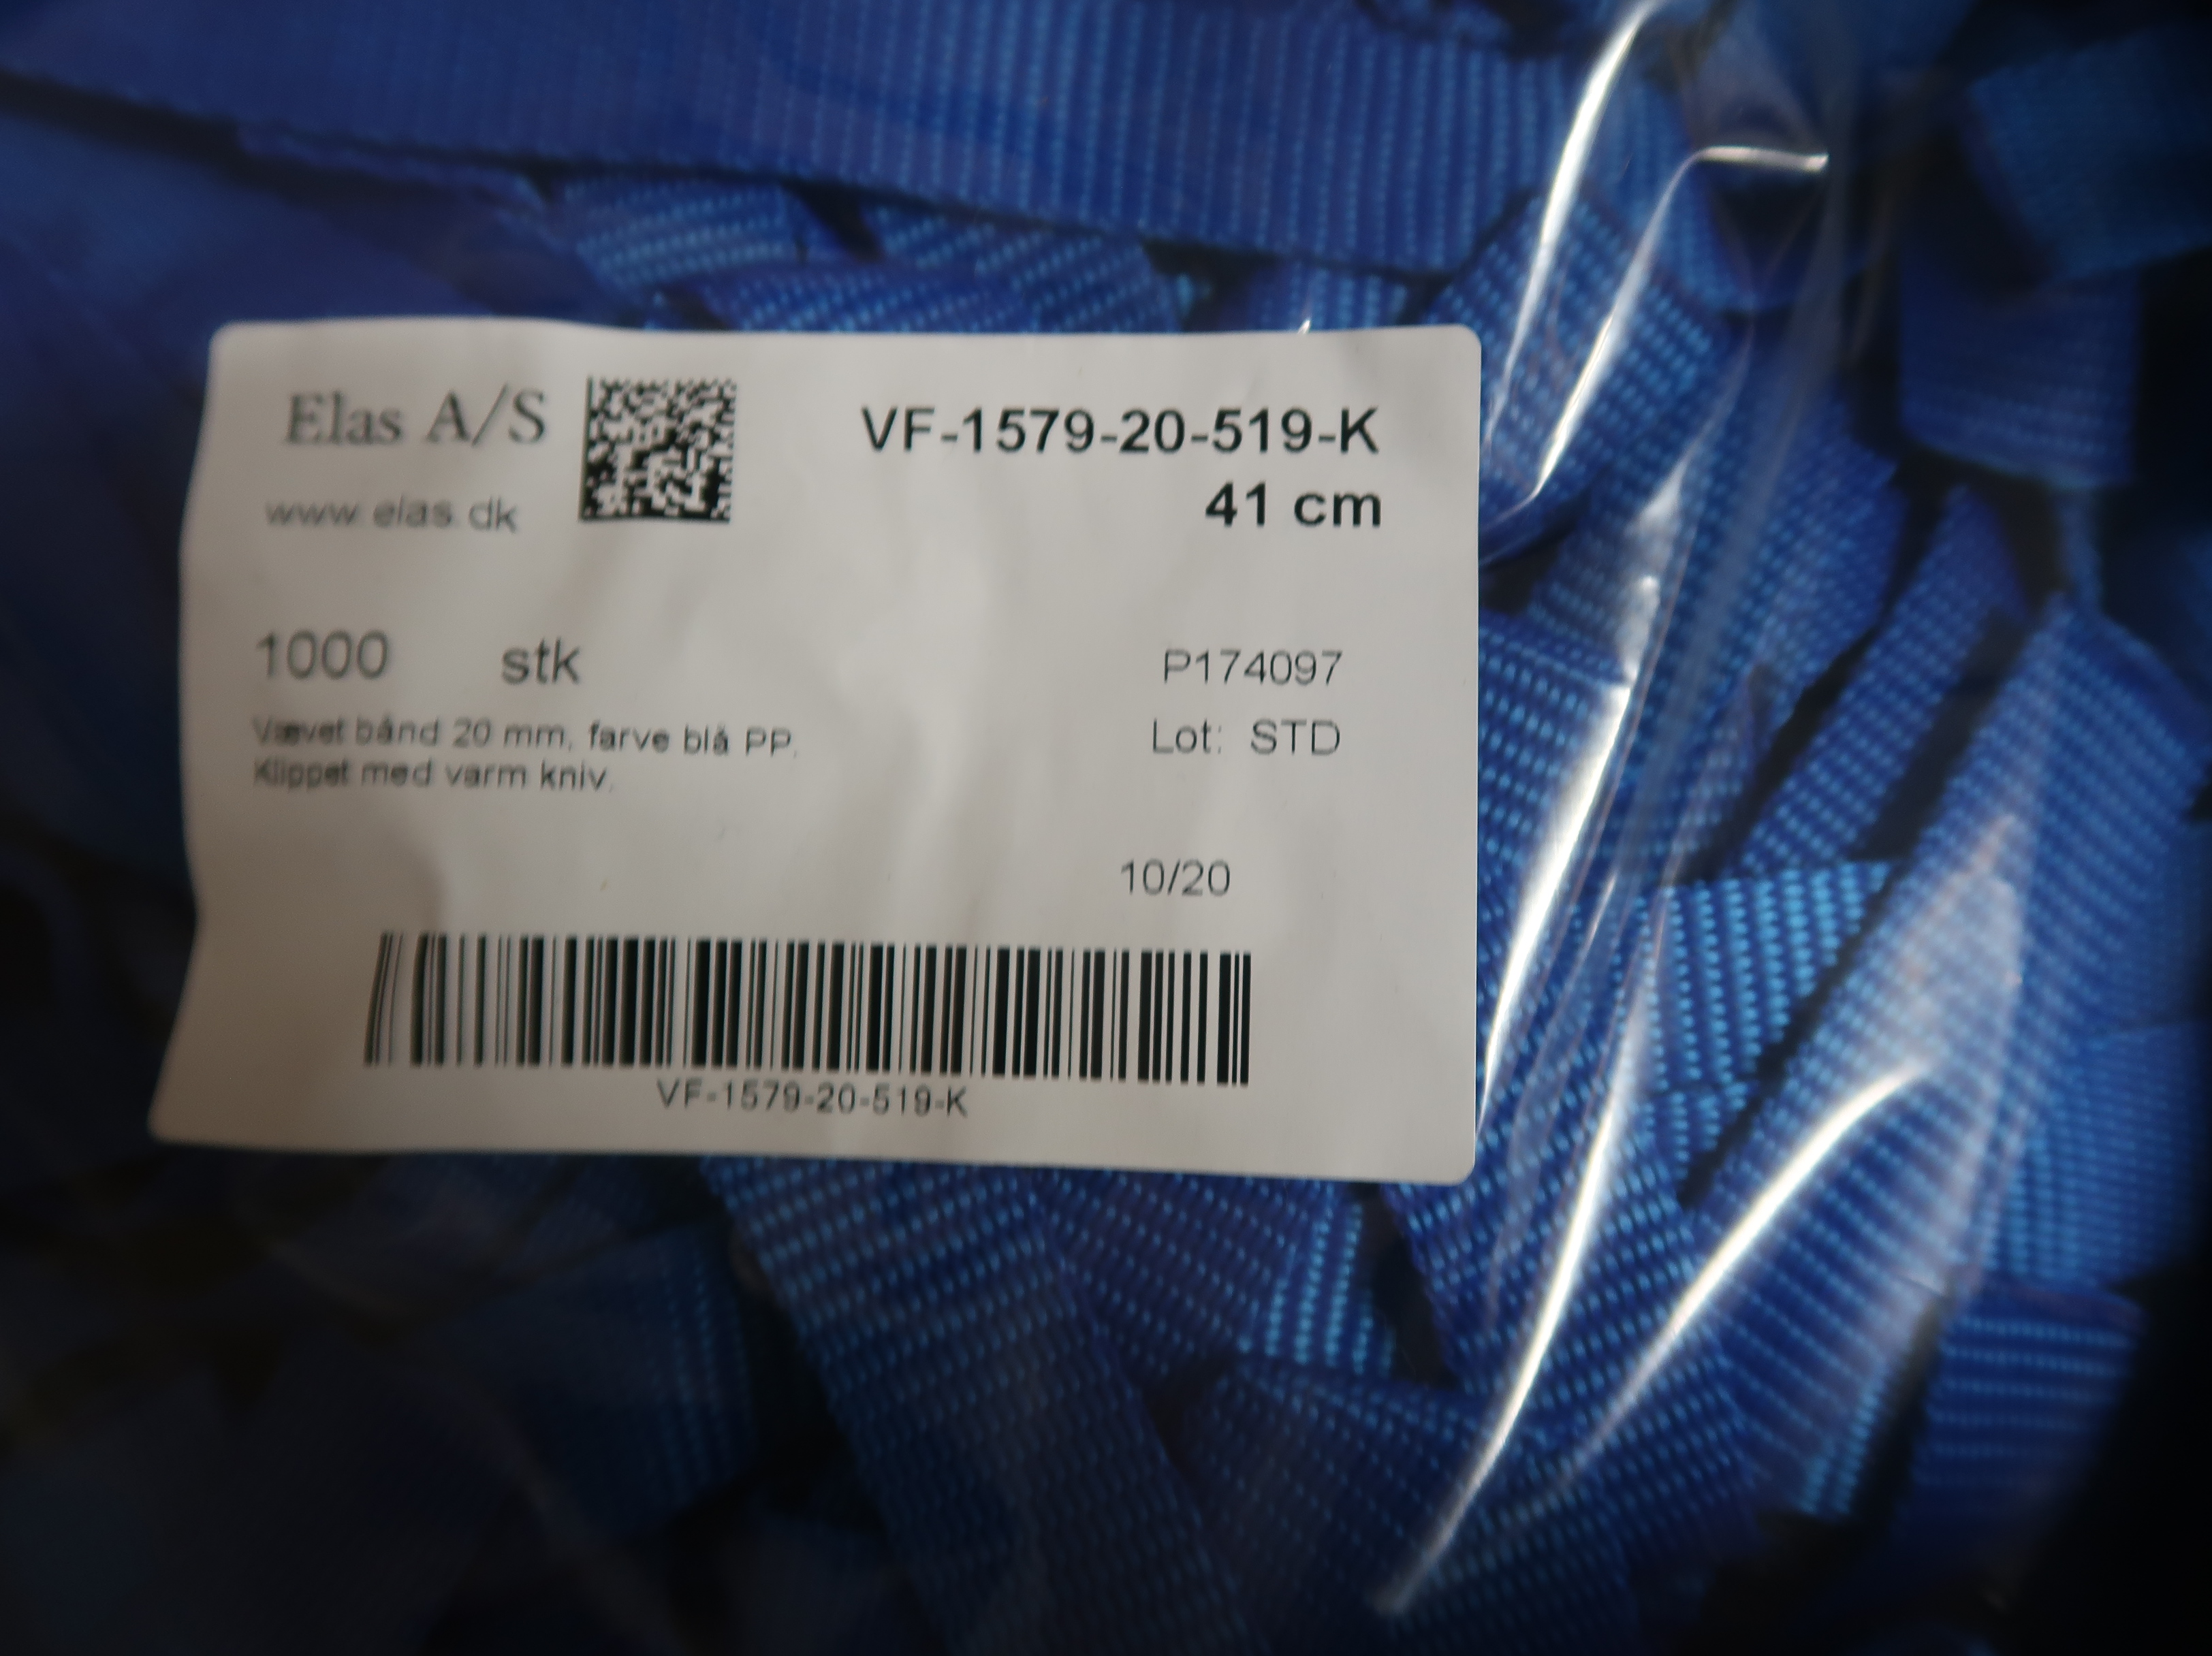 Elas A/S
www.elas.dk
VF-1579-20-519-K
41 cm
1000 stk
P174097
Vævet bånd 20 mm, farve blå PP.
Lot: STD
Klippet med varm kniv.
10/20
VF-1579-20-519-K